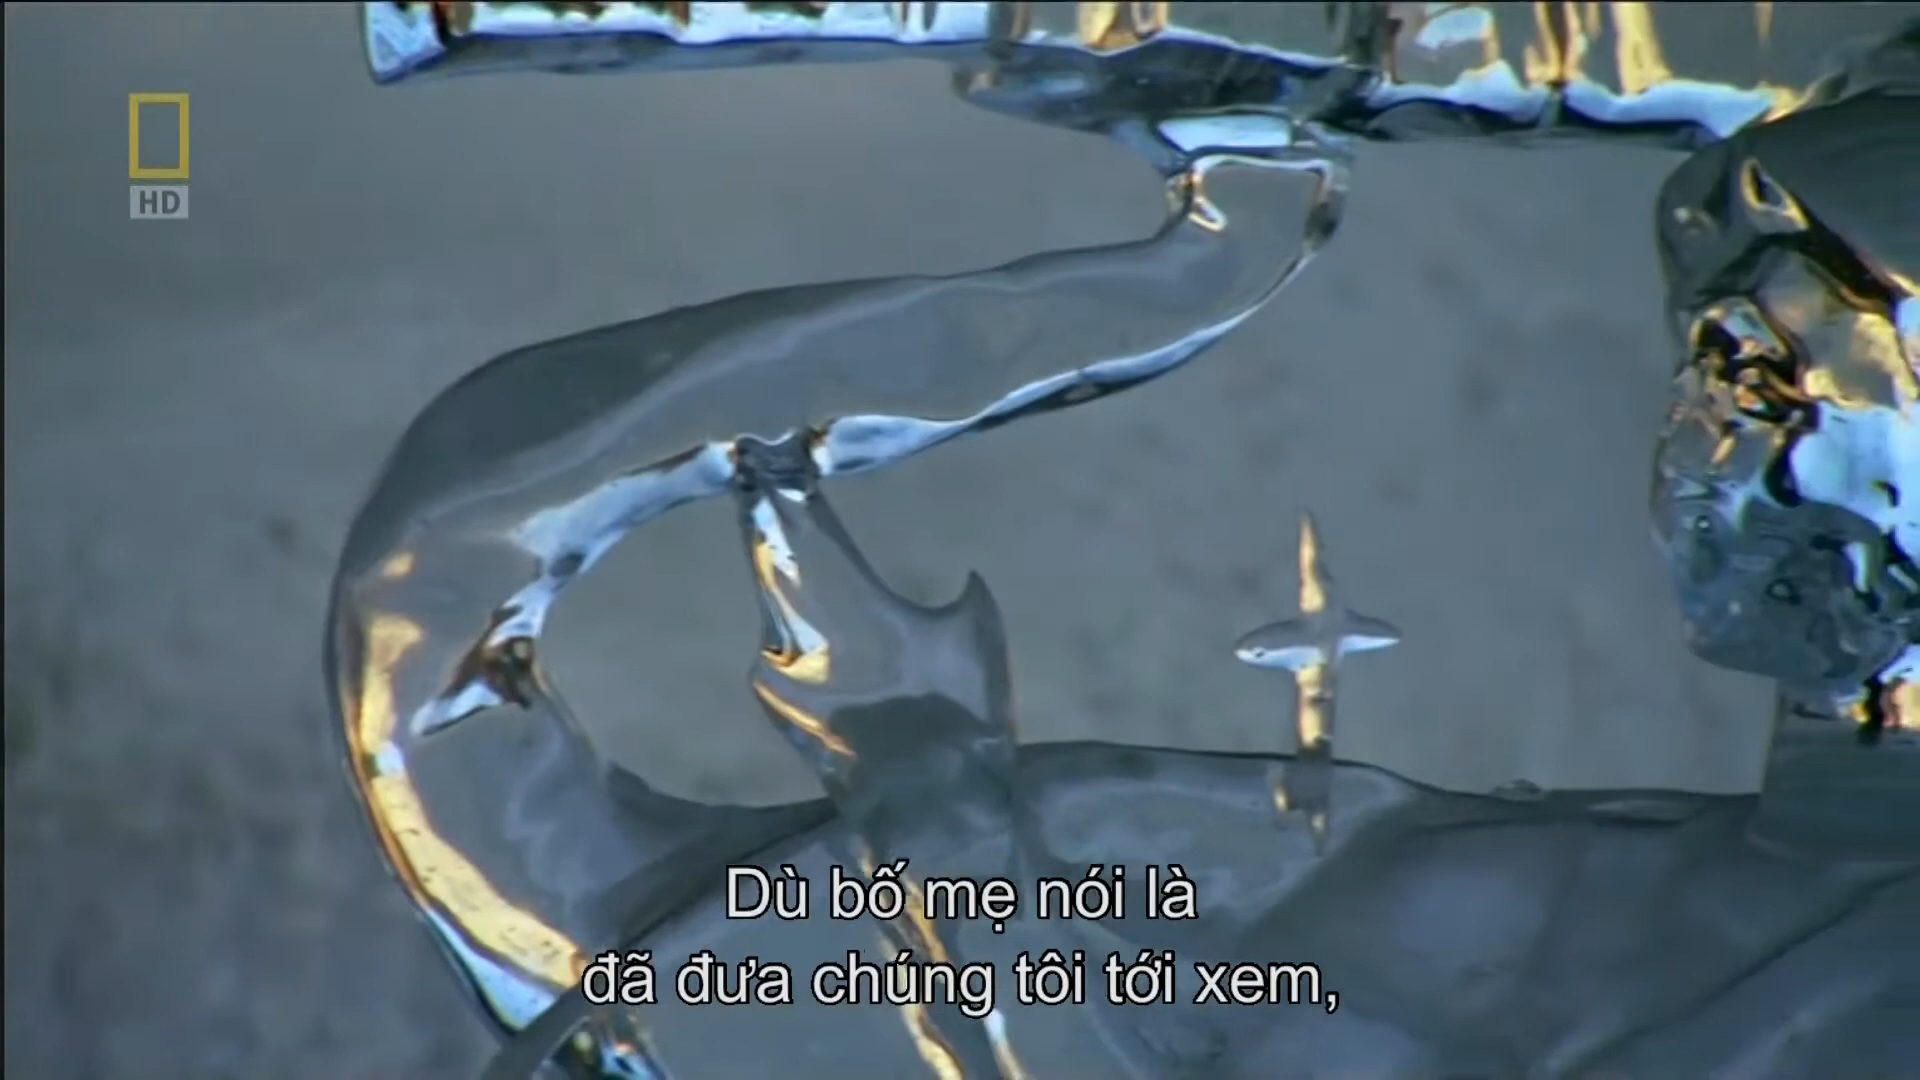 HD
Dù bố mẹ nói là
đã đưa chúng tôi tới xem,